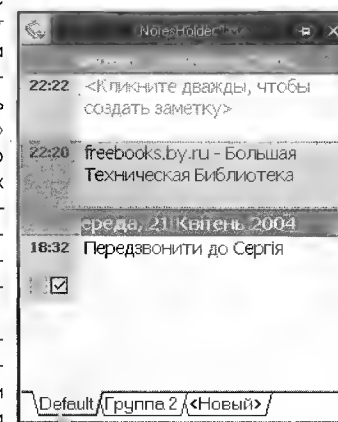 NotesHolder
22:22 <Кликните дважды, чтобы
создать заметку>
22:20 freebooks.by.ru - Большая
Техническая Библиотека
среда, 21 Квітень 2004
18:32 Передзвонити до Сергія
Default Группа 2 <Новый>